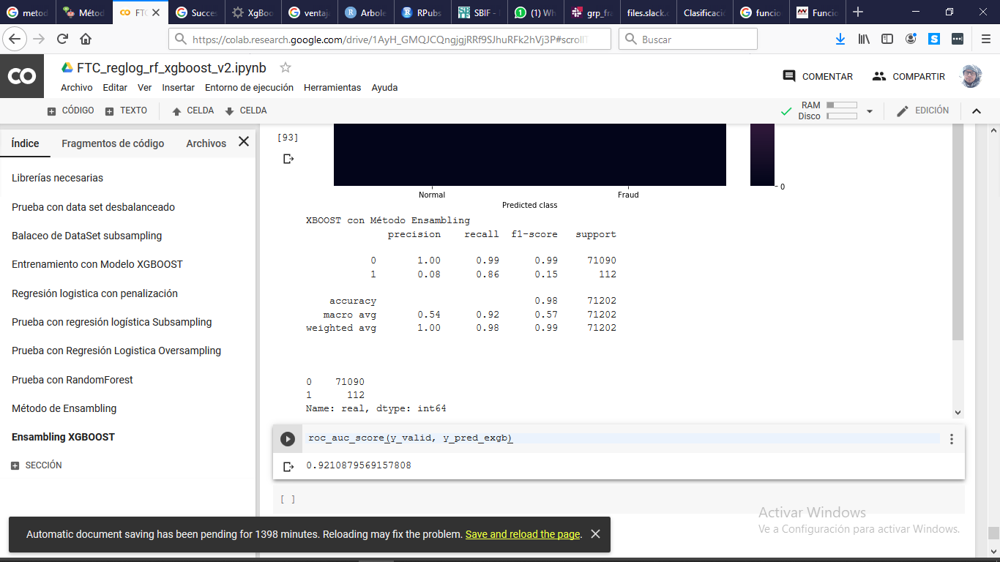 metod
Métod
FTC
Succes
XgBoo
ventaj
Arbole
RPubs
SBIF -
(1) Wh
grp_fra
files.slack.c
Clasificació
funcio
Funcio
https://colab.research.google.com/drive/1AyH_GMQJCQngjgjRRf9SJhuRFk2hVj3P#scrollT
Buscar
FTC_reglog_rf_xgboost_v2.ipynb
COMENTAR
COMPARTIR
Archivo Editar Ver Insertar Entorno de ejecución Herramientas Ayuda
CÓDIGO TEXTO CELDA CELDA
RAM
Disco
EDICIÓN
Índice Fragmentos de código Archivos
Librerías necesarias
Prueba con data set desbalanceado
Balaceo de DataSet subsampling
Entrenamiento con Modelo XGBOOST
Regresión logistica con penalización
Prueba con regresión logística Subsampling
Prueba con Regresión Logistica Oversampling
Prueba con RandomForest
Método de Ensambling
Ensambling XGBOOST
SECCIÓN
[93]
0
Normal Fraud
Predicted class
XBOOST con Método Ensambling
precision recall f1-score support
0 1.00 0.99 0.99 71090
1 0.08 0.86 0.15 112
accuracy 0.98 71202
macro avg 0.54 0.92 0.57 71202
weighted avg 1.00 0.98 0.99 71202
0 71090
1 112
Name: real, dtype: int64
roc_auc_score(y_valid, y_pred_exgb)
0.9210879569157808
[ ]
Activar Windows
Ve a Configuración para activar Windows.
Automatic document saving has been pending for 1398 minutes. Reloading may fix the problem. Save and reload the page.